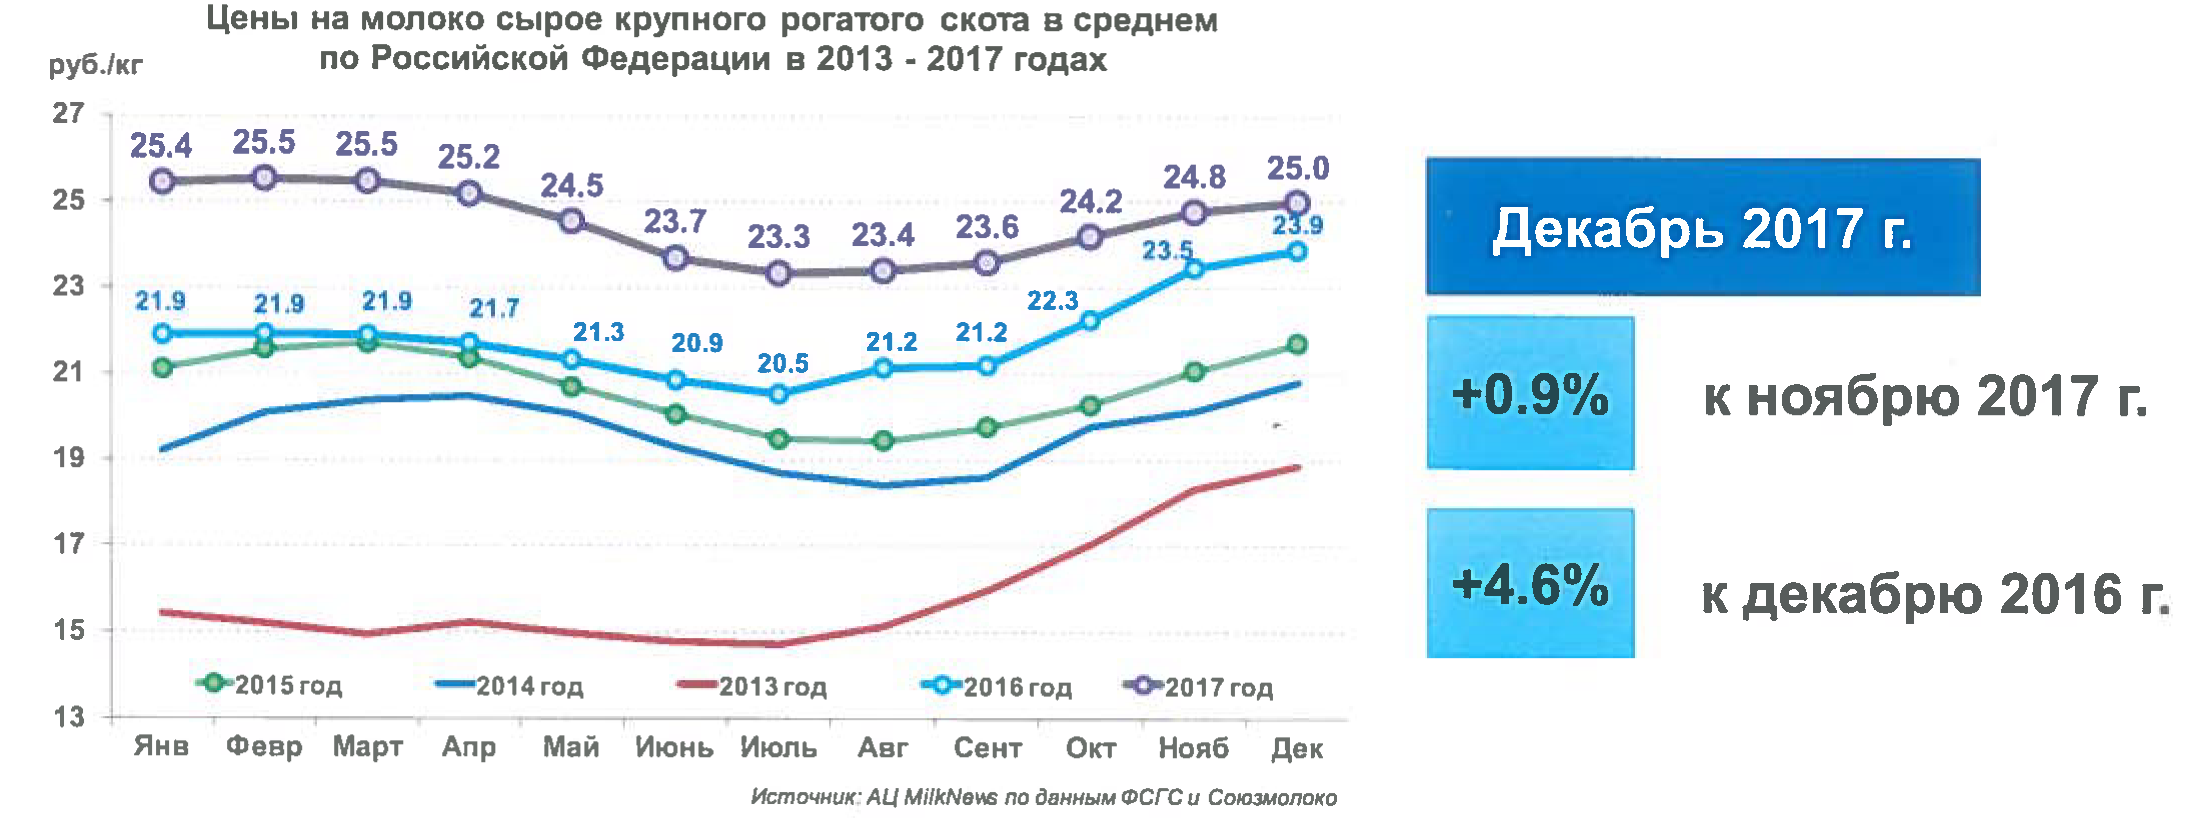 Цены на молоко сырое крупного рогатого скота в среднем
по Российской Федерации в 2013 - 2017 годах
руб./кг
27
25
23
21
19
17
15
13
25.4 25.5 25.5 25.2 24.5 23.7 23.3 23.4 23.6 24.2 24.8 25.0
21.9 21.9 21.9 21.7 21.3 20.9 20.5 21.2 21.2 22.3 23.5 23.9
2015 год 2014 год 2013 год 2016 год 2017 год
Янв Февр Март Апр Май Июнь Июль Авг Сент Окт Нояб Дек
Источник: АЦ MilkNews по данным ФСГС и Союзмолоко
Декабрь 2017 г.
+0.9% к ноябрю 2017 г.
+4.6% к декабрю 2016 г.